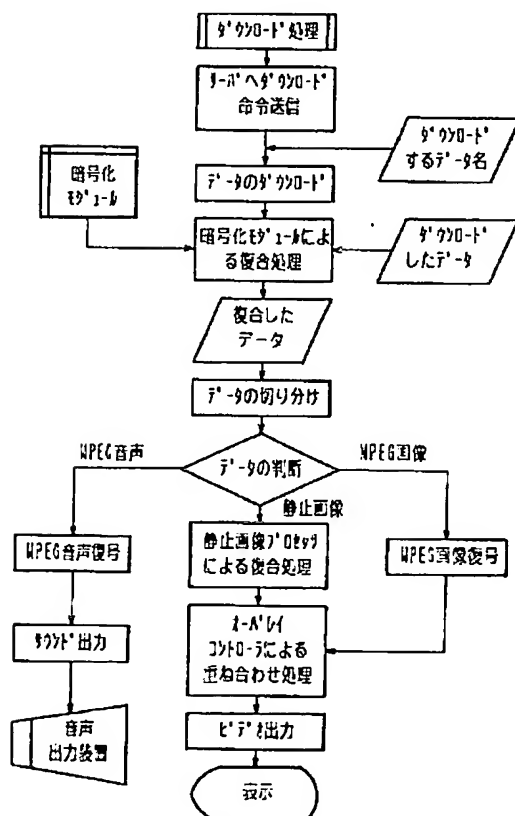 ﾀﾞｳﾝﾛｰﾄﾞ処理
ｻｰﾊﾞへﾀﾞｳﾝﾛｰﾄﾞ
命令送信
ﾀﾞｳﾝﾛｰﾄﾞ
するﾃﾞｰﾀ名
ﾃﾞｰﾀのﾀﾞｳﾝﾛｰﾄﾞ
暗号化
ﾓｼﾞｭｰﾙ
暗号化ﾓｼﾞｭｰﾙによ
る復合処理
ﾀﾞｳﾝﾛｰﾄﾞ
したﾃﾞｰﾀ
復合した
ﾃﾞｰﾀ
ﾃﾞｰﾀの切り分け
MPEG音声
ﾃﾞｰﾀの判断
MPEG画像
静止画像
MPEG音声復号
静止画像ﾌﾟﾛｾｯｻ
による復合処理
MPEG画像復号
ｻｳﾝﾄﾞ出力
ｵｰﾊﾞﾚｲ
ｺﾝﾄﾛｰﾗによる
重ね合わせ処理
音声
出力装置
ﾋﾞﾃﾞｵ出力
表示